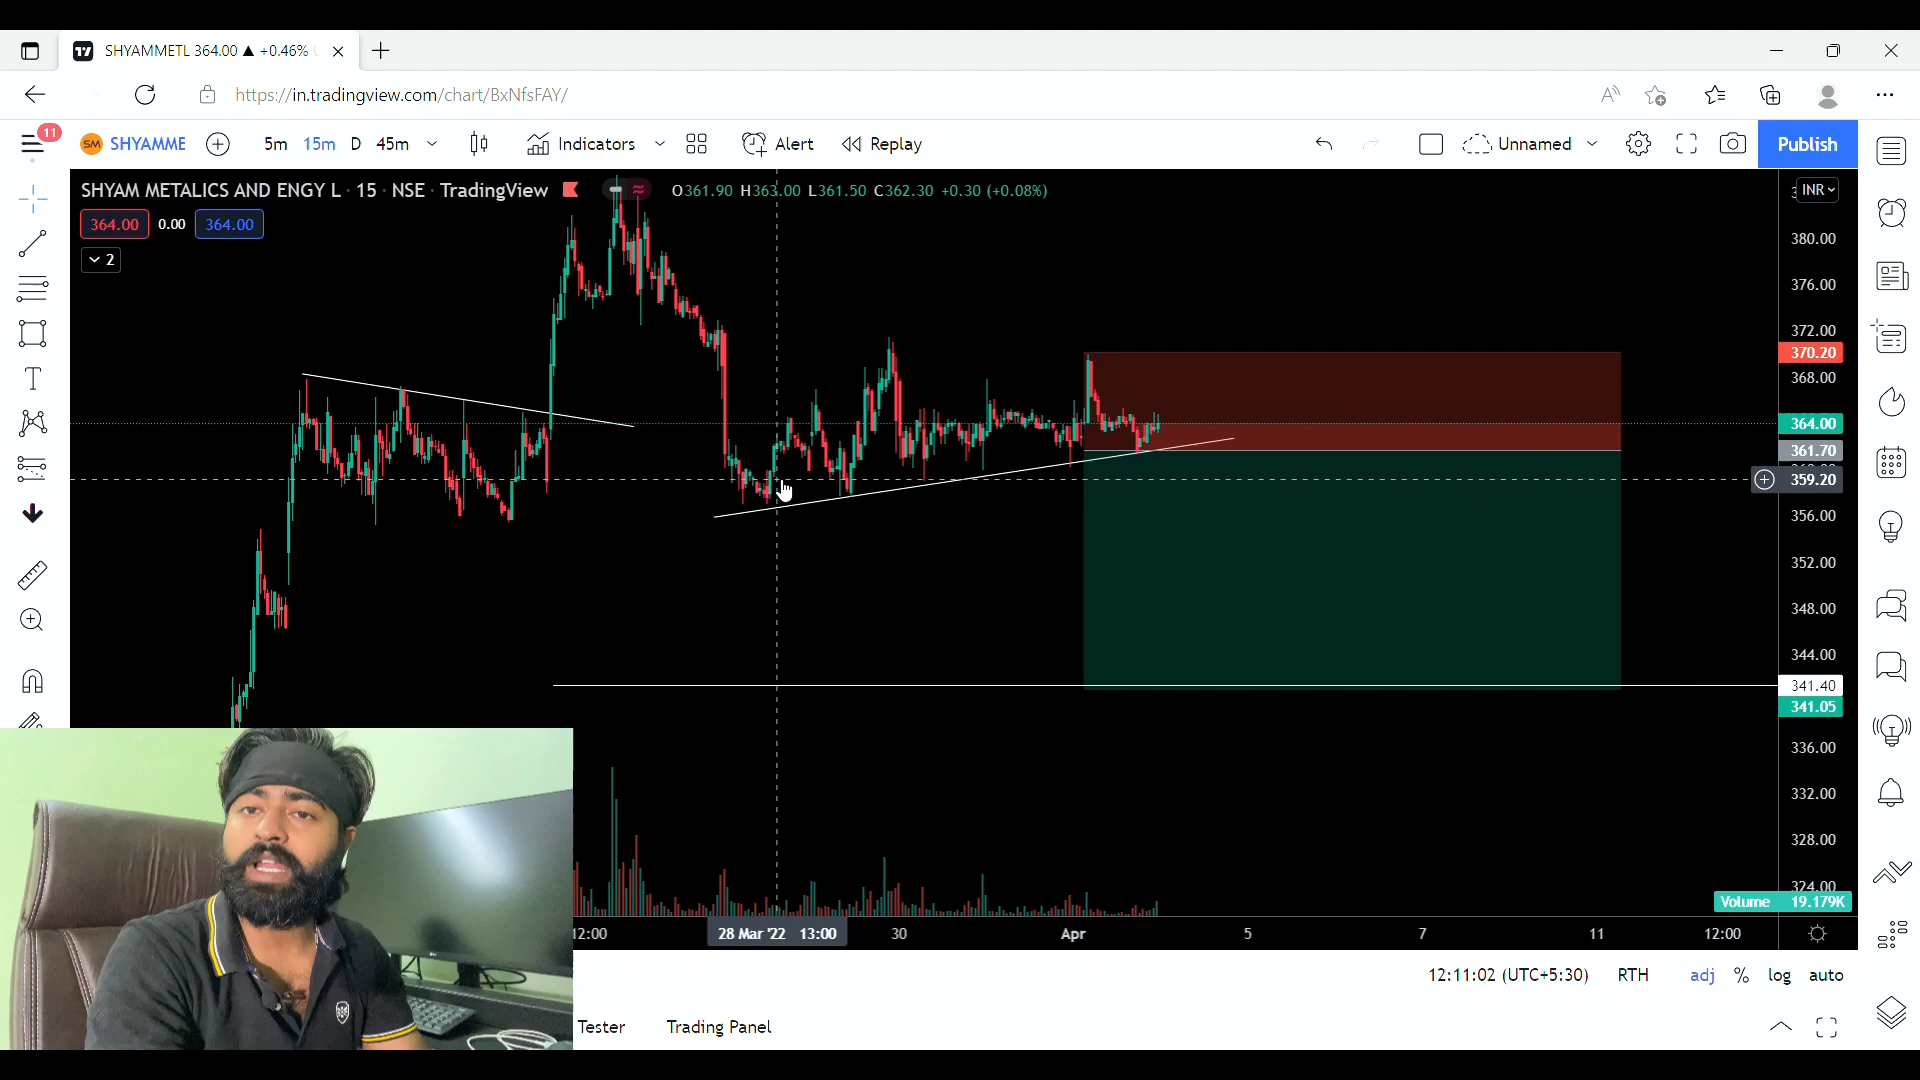 SHYAMMETL 364.00 ▲ +0.46%
https://in.tradingview.com/chart/BxNfsFAY/
11
SM SHYAMME 5m 15m D 45m Indicators Alert Replay Unnamed Publish
SHYAM METALICS AND ENGY L · 15 · NSE · TradingView O361.90 H363.00 L361.50 C362.30 +0.30 (+0.08%) INR
364.00 0.00 364.00
2
380.00
376.00
372.00
370.20
368.00
364.00
361.70
359.20
356.00
352.00
348.00
344.00
341.40
341.05
336.00
332.00
328.00
324.00
Volume 19.179K
12:00 28 Mar '22 13:00 30 Apr 5 7 11 12:00
12:11:02 (UTC+5:30) RTH adj % log auto
Tester Trading Panel